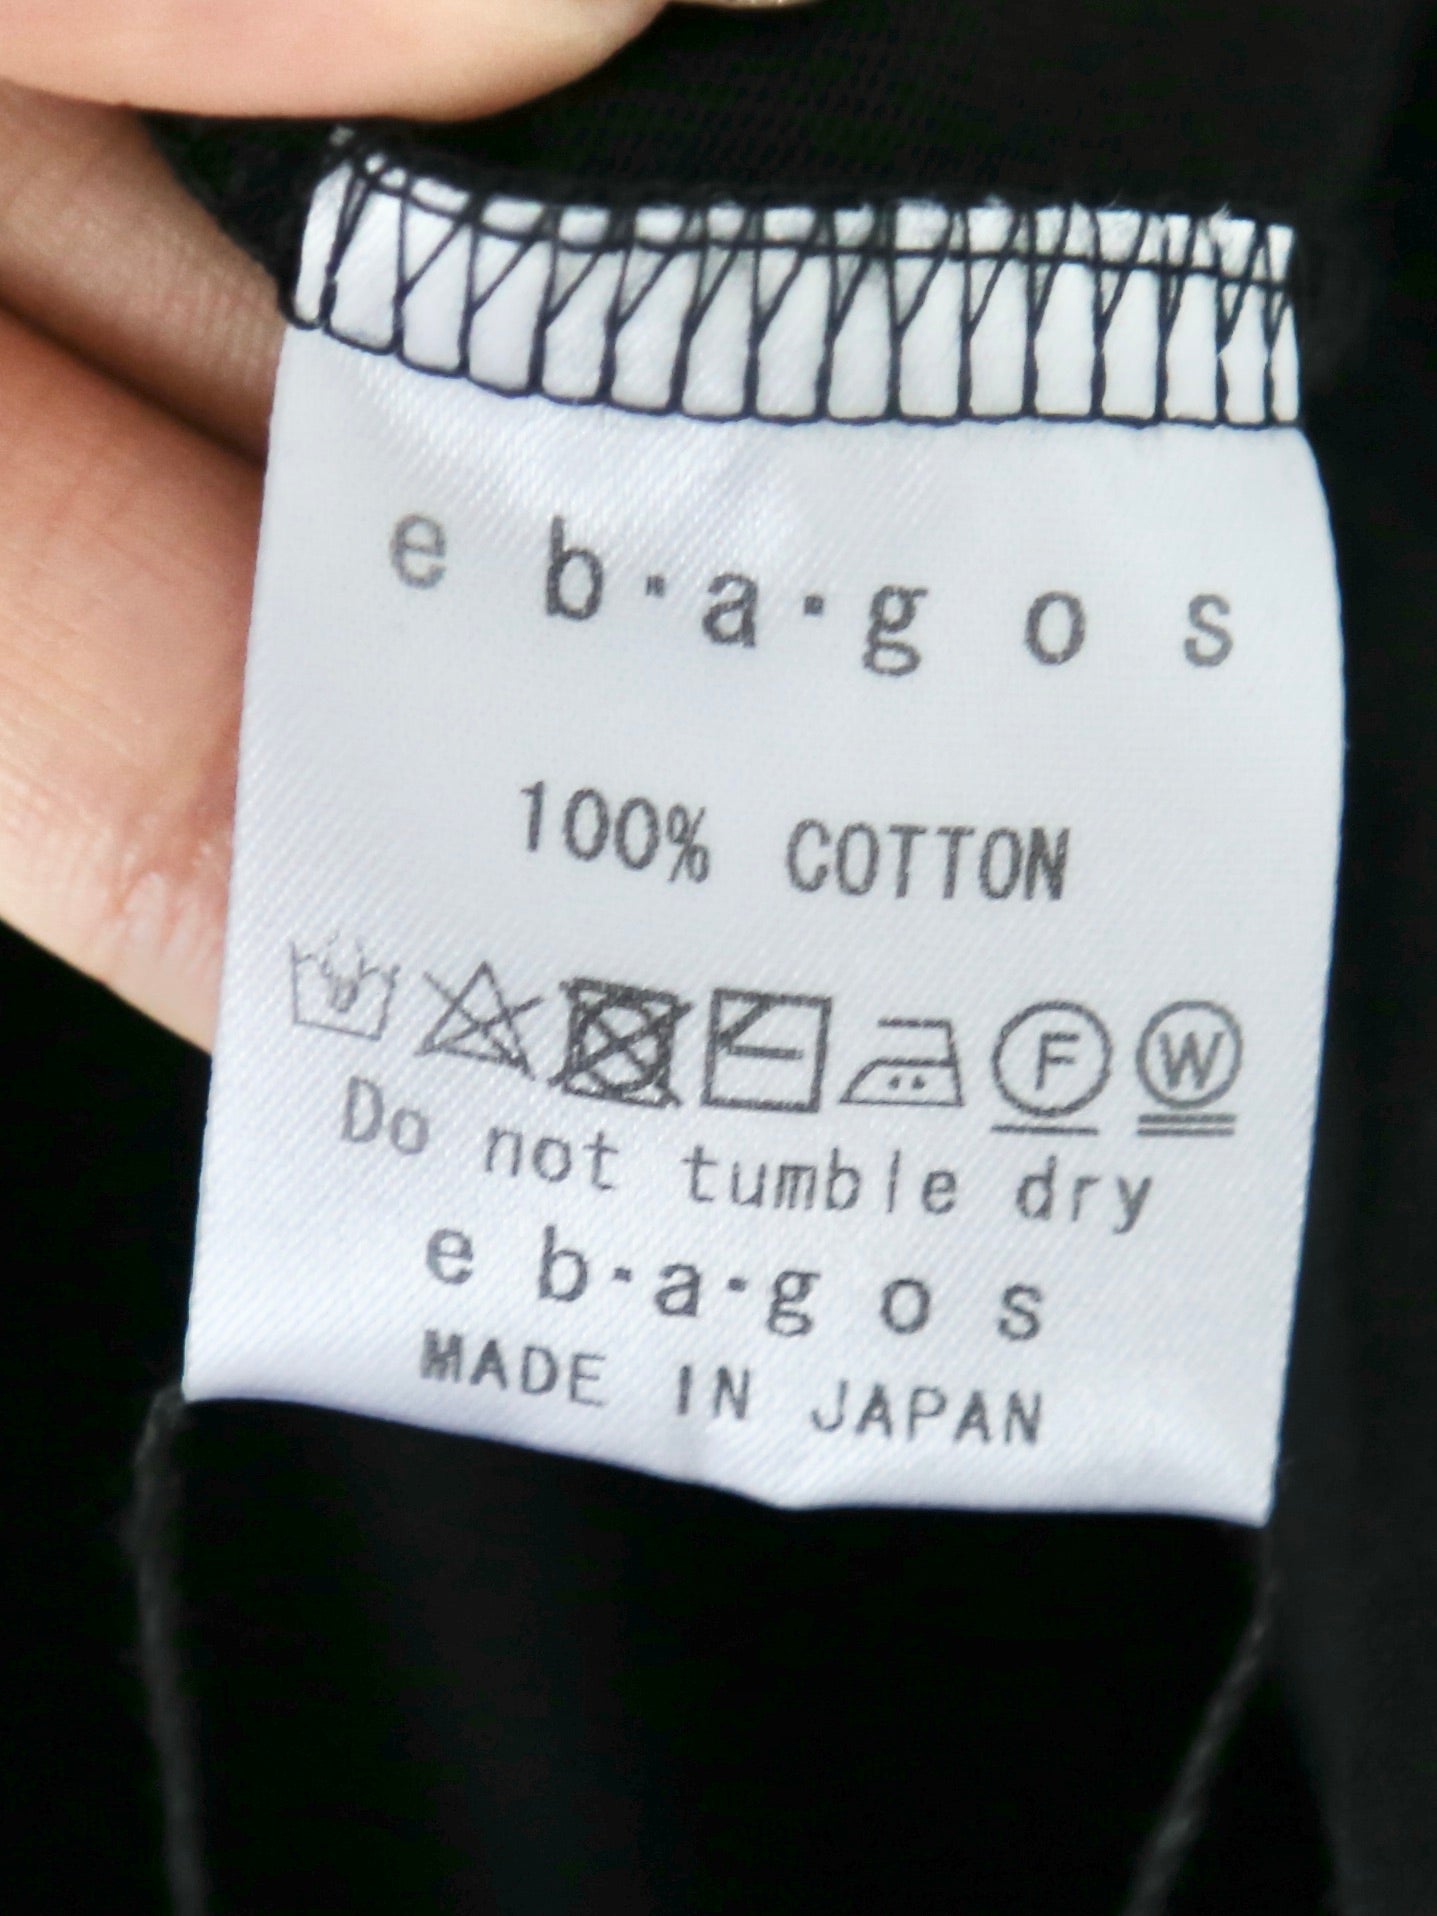 e b・a・g o s
100% COTTON
F W
Do not tumble dry
e b・a・g o s
MADE IN JAPAN